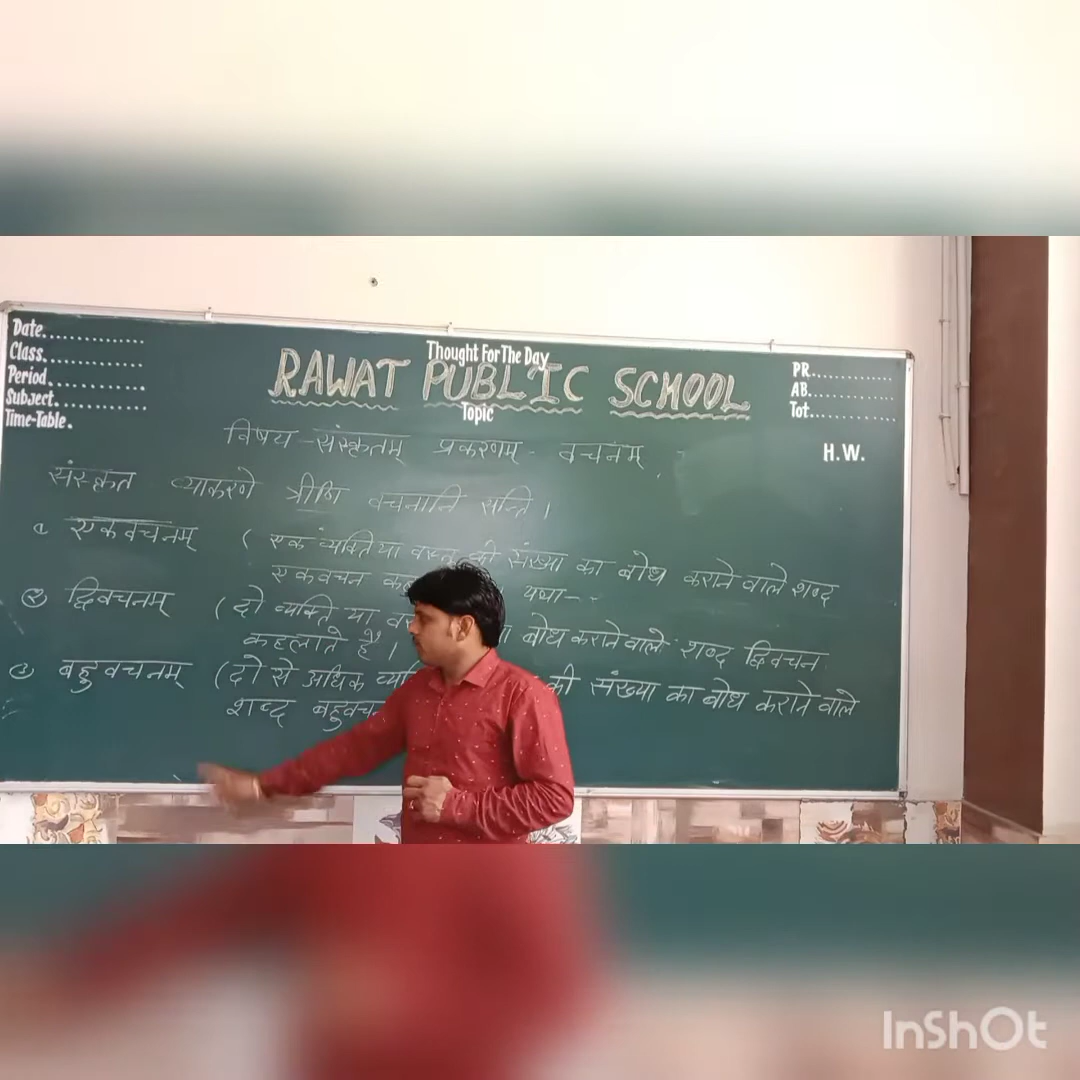 Date..............
Class..............
Period..............
Subject..............
Time-Table.
Thought For The Day
RAWAT PUBLIC SCHOOL
Topic
PR.............
AB.............
Tot.............
H.W.
विषय - संस्कृतम् प्रकरणम् - वचनम्
संस्कृत व्याकरणे त्रीणि वचनानि सन्ति ।
१ एकवचनम् ( एक व्यक्ति या की संख्या का बोध कराने वाले शब्द
एकवचन यथा--
२ द्विवचनम् ( दो व्यक्ति या बोध कराने वाले शब्द द्विवचन
कहलाते हैं ।
३ बहुवचनम् ( दो से अधिक की संख्या का बोध कराने वाले
शब्द
InShOt